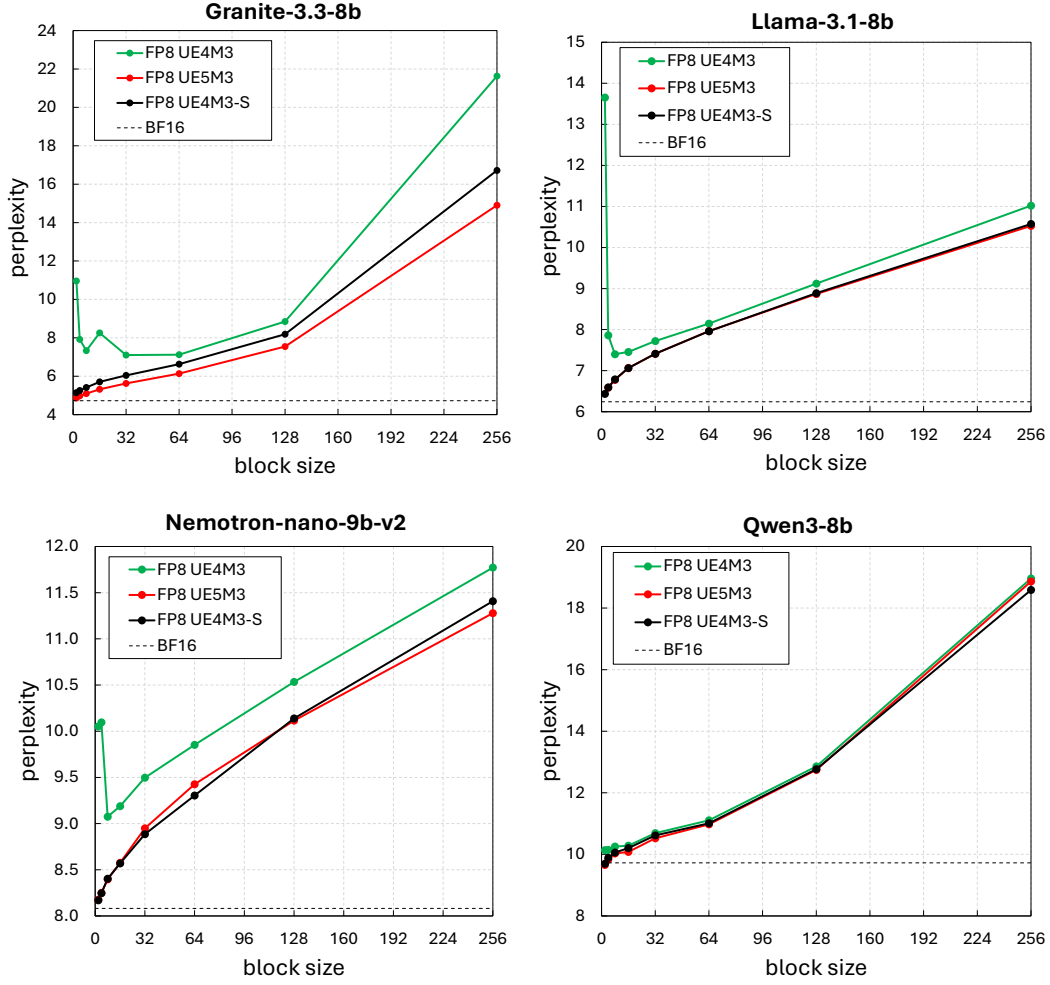 Granite-3.3-8b
FP8 UE4M3
FP8 UE5M3
FP8 UE4M3-S
BF16
24
22
20
18
16
14
12
10
8
6
4
perplexity
0 32 64 96 128 160 192 224 256
block size
Llama-3.1-8b
FP8 UE4M3
FP8 UE5M3
FP8 UE4M3-S
BF16
15
14
13
12
11
10
9
8
7
6
perplexity
0 32 64 96 128 160 192 224 256
block size
Nemotron-nano-9b-v2
FP8 UE4M3
FP8 UE5M3
FP8 UE4M3-S
BF16
12.0
11.5
11.0
10.5
10.0
9.5
9.0
8.5
8.0
perplexity
0 32 64 96 128 160 192 224 256
block size
Qwen3-8b
FP8 UE4M3
FP8 UE5M3
FP8 UE4M3-S
BF16
20
18
16
14
12
10
8
perplexity
0 32 64 96 128 160 192 224 256
block size